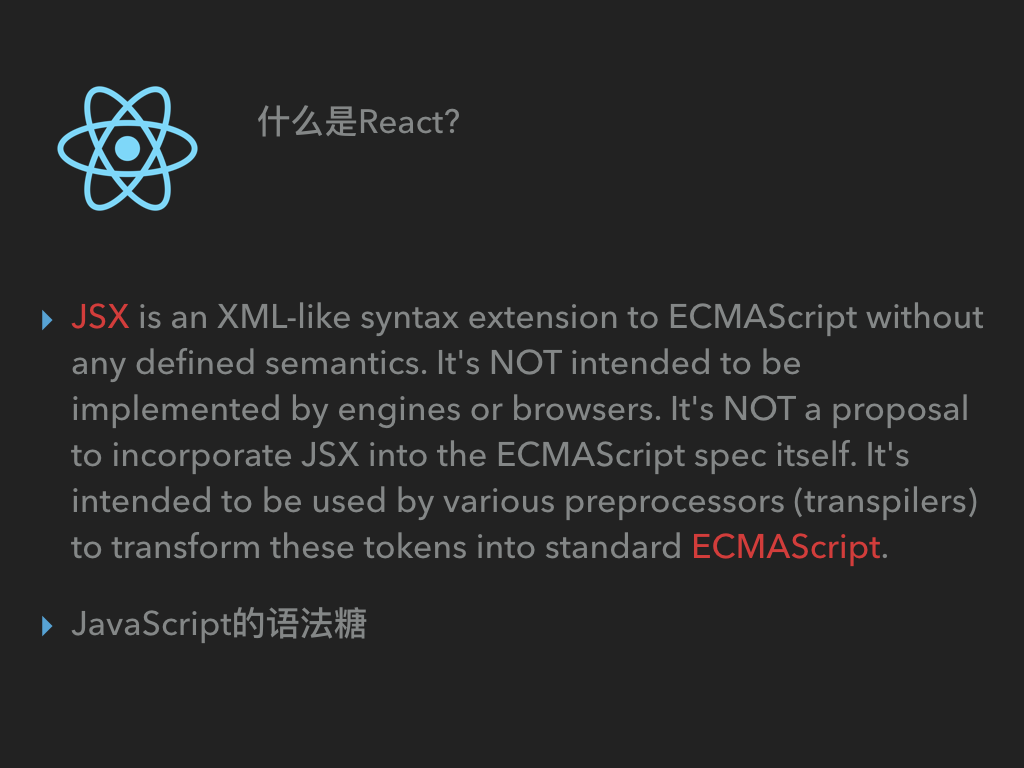 什么是React?
JSX is an XML-like syntax extension to ECMAScript without
any defined semantics. It's NOT intended to be
implemented by engines or browsers. It's NOT a proposal
to incorporate JSX into the ECMAScript spec itself. It's
intended to be used by various preprocessors (transpilers)
to transform these tokens into standard ECMAScript.
JavaScript的语法糖